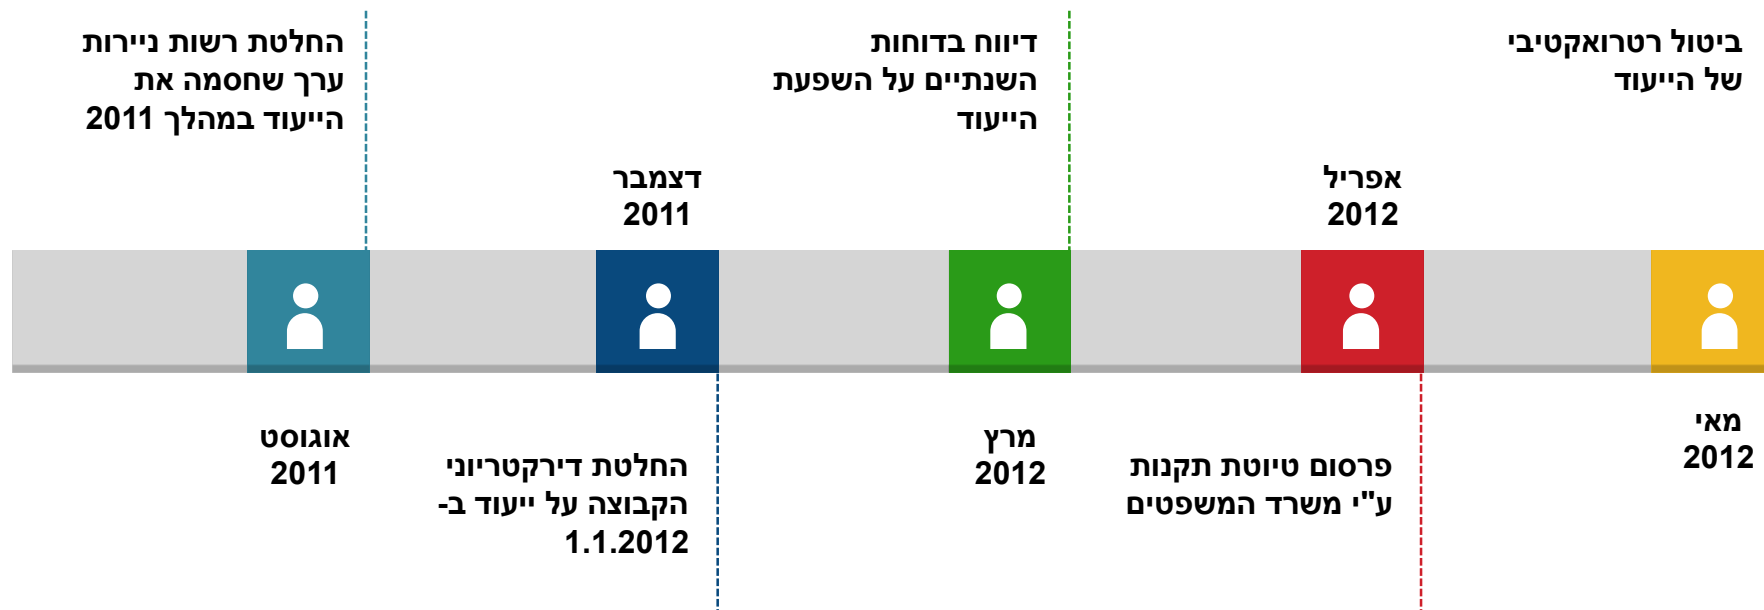 החלטת רשות ניירות
ערך שחסמה את
הייעוד במהלך 2011
אוגוסט
2011
דצמבר
2011
החלטת דירקטריוני
הקבוצה על ייעוד ב-
1.1.2012
דיווח בדוחות
השנתיים על השפעת
הייעוד
מרץ
2012
אפריל
2012
פרסום טיוטת תקנות
ע"י משרד המשפטים
ביטול רטרואקטיבי
של הייעוד
מאי
2012